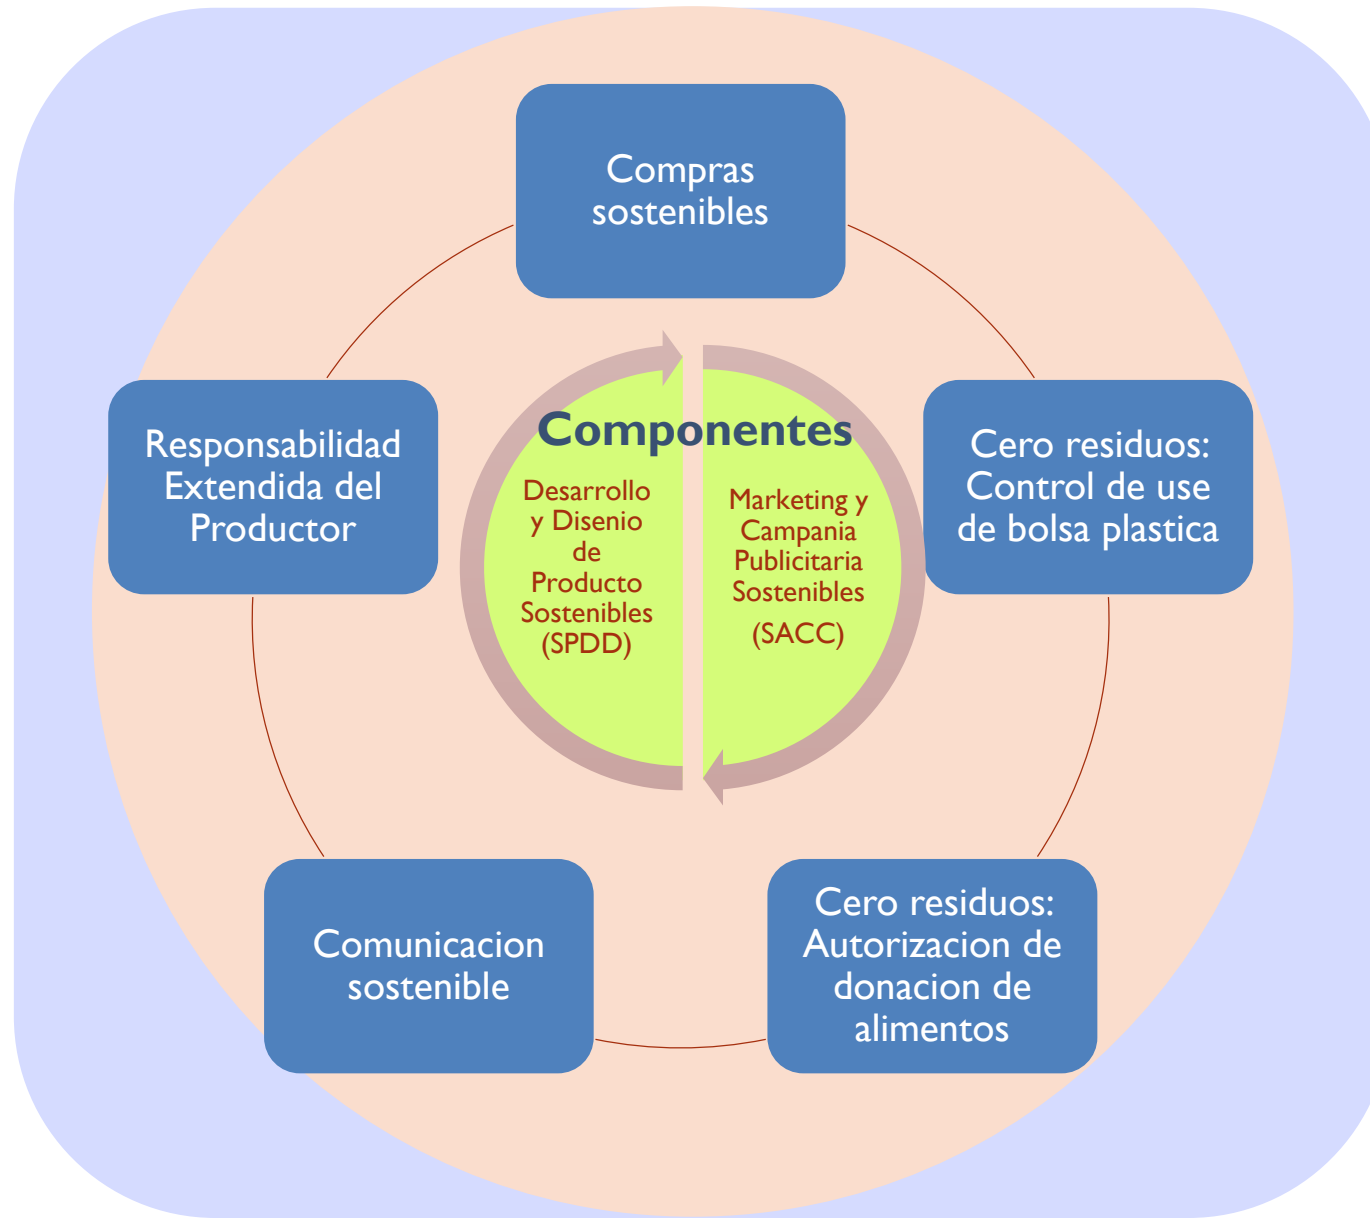 Compras
sostenibles
Responsabilidad
Extendida del
Productor
Componentes
Desarrollo
y Disenio
de
Producto
Sostenibles
(SPDD)
Marketing y
Campania
Publicitaria
Sostenibles
(SACC)
Cero residuos:
Control de use
de bolsa plastica
Comunicacion
sostenible
Cero residuos:
Autorizacion de
donacion de
alimentos